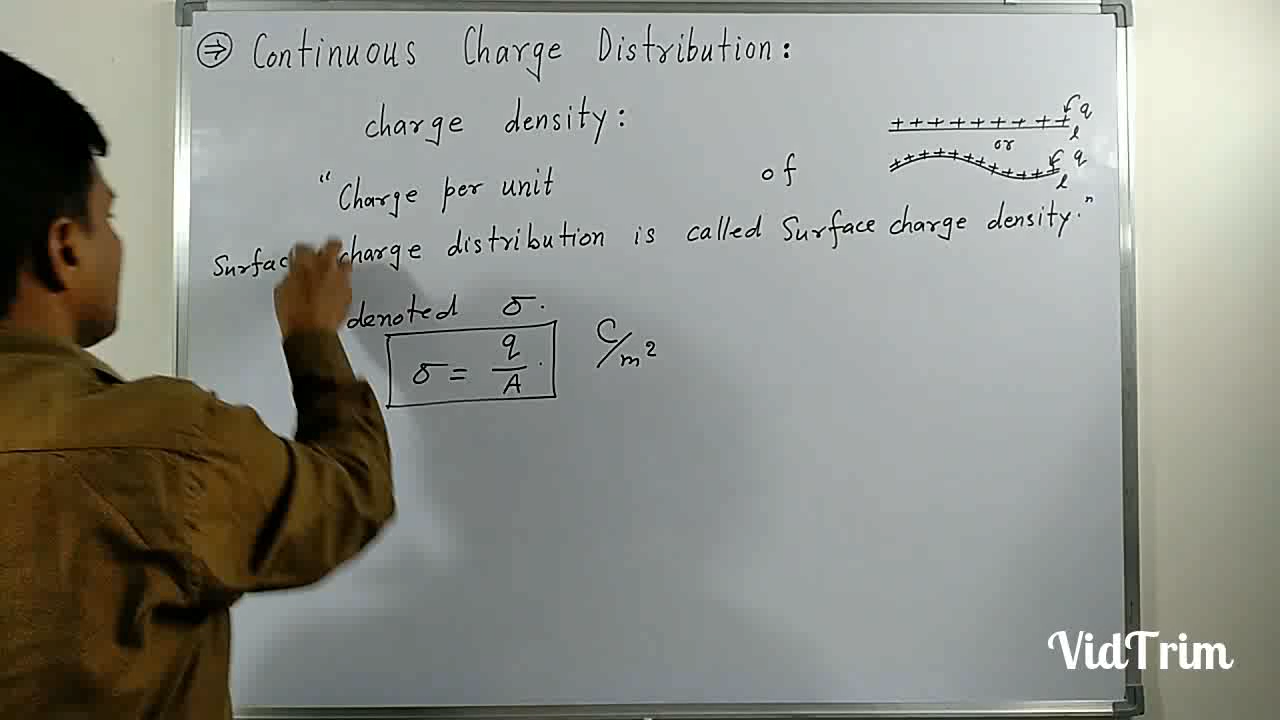 ⇒ Continuous Charge Distribution:
charge density:
+ + + + + + + + + q
l
or
+ + + + + + + + + + + + q
l
"Charge per unit of
Surface charge distribution is called Surface charge density."
denoted σ.
σ = q/A. C/m²
VidTrim